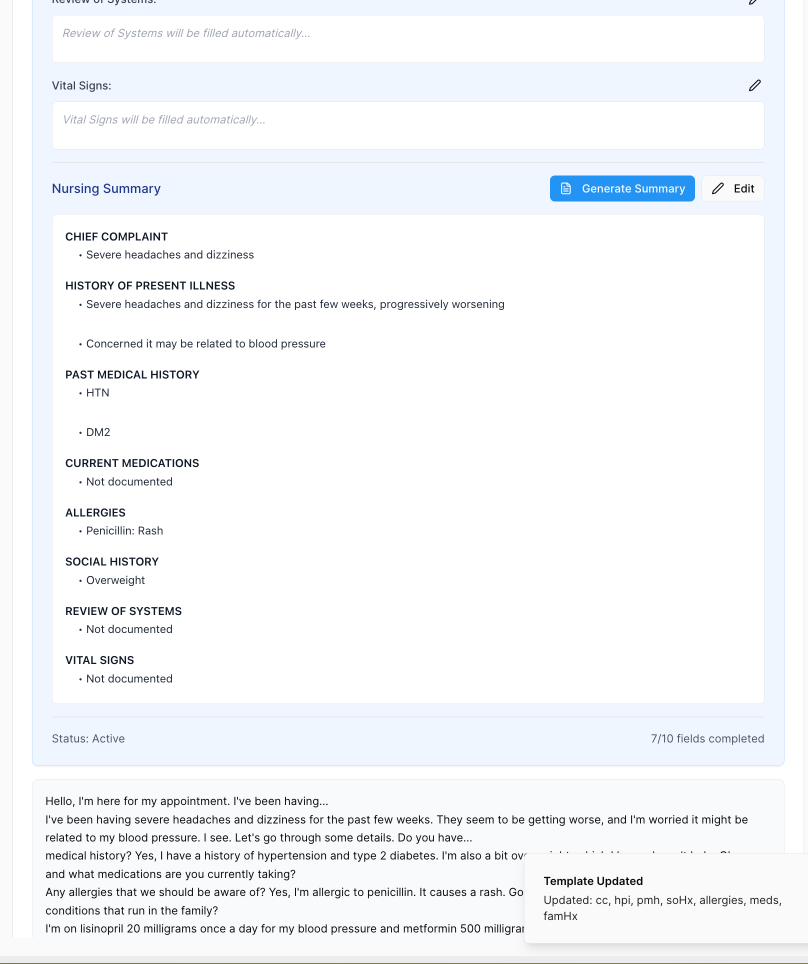 Review of Systems:
Review of Systems will be filled automatically...
Vital Signs:
Vital Signs will be filled automatically...
Nursing Summary
Generate Summary
Edit
CHIEF COMPLAINT
• Severe headaches and dizziness
HISTORY OF PRESENT ILLNESS
• Severe headaches and dizziness for the past few weeks, progressively worsening
• Concerned it may be related to blood pressure
PAST MEDICAL HISTORY
• HTN
• DM2
CURRENT MEDICATIONS
• Not documented
ALLERGIES
• Penicillin: Rash
SOCIAL HISTORY
• Overweight
REVIEW OF SYSTEMS
• Not documented
VITAL SIGNS
• Not documented
Status: Active
7/10 fields completed
Hello, I'm here for my appointment. I've been having...
I've been having severe headaches and dizziness for the past few weeks. They seem to be getting worse, and I'm worried it might be
related to my blood pressure. I see. Let's go through some details. Do you have...
medical history? Yes, I have a history of hypertension and type 2 diabetes. I'm also a bit
and what medications are you currently taking?
Any allergies that we should be aware of? Yes, I'm allergic to penicillin. It causes a rash. Go
conditions that run in the family?
I'm on lisinopril 20 milligrams once a day for my blood pressure and metformin 500
Template Updated
Updated: cc, hpi, pmh, soHx, allergies, meds,
famHx